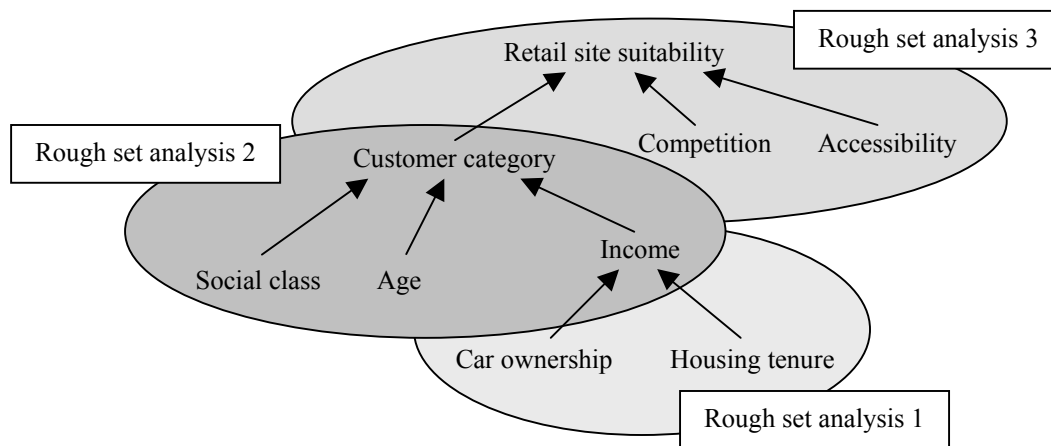 Rough set analysis 3
Retail site suitability
Rough set analysis 2
Competition
Accessibility
Customer category
Income
Social class
Age
Car ownership
Housing tenure
Rough set analysis 1